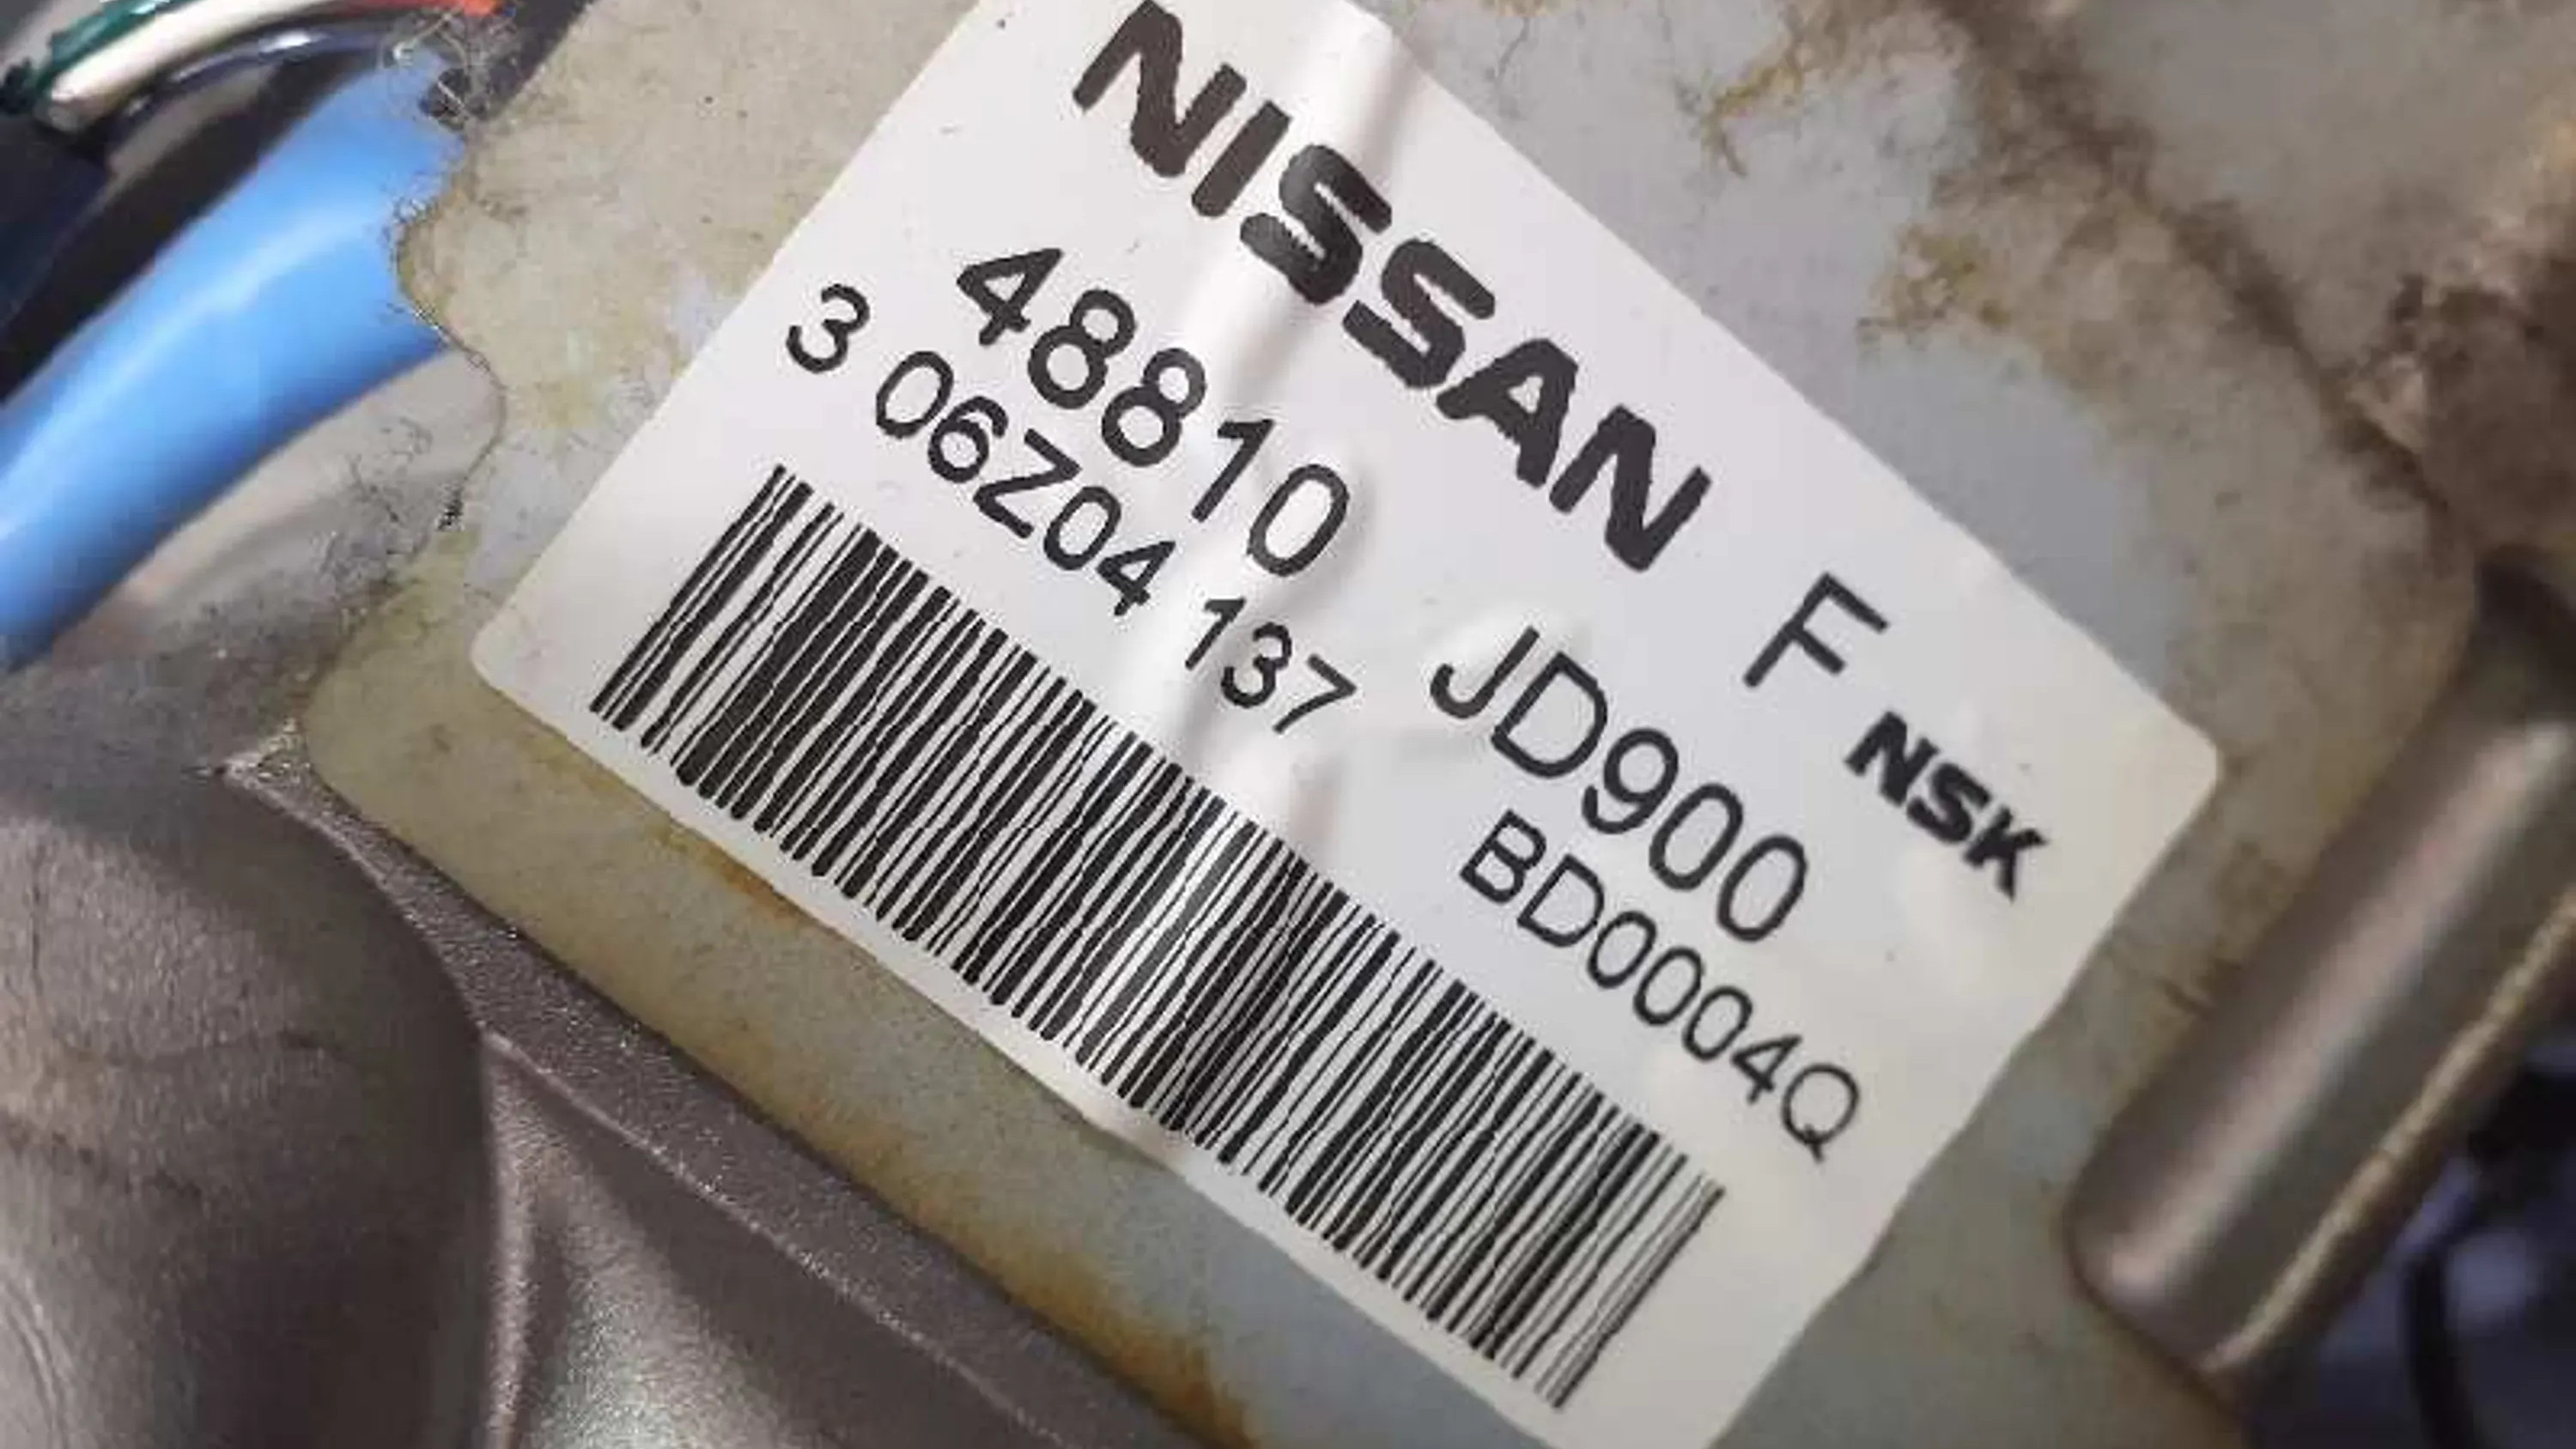 NISSAN F
48810 JD900 NSK
3 06Z04 137 BD0004Q